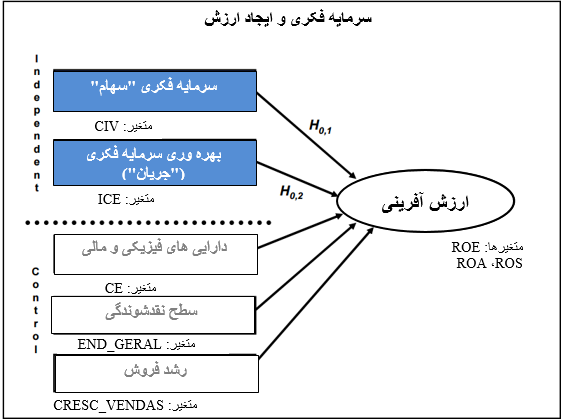 سرمایه فکری و ایجاد ارزش
Independent
سرمایه فکری "سهام"
متغیر: CIV
H0,1
بهره وری سرمایه فکری
("جریان")
متغیر: ICE
H0,2
ارزش آفرینی
متغیرها: ROE
ROA ،ROS
Control
دارایی های فیزیکی و مالی
متغیر: CE
سطح نقدشوندگی
متغیر: END_GERAL
رشد فروش
متغیر: CRESC_VENDAS